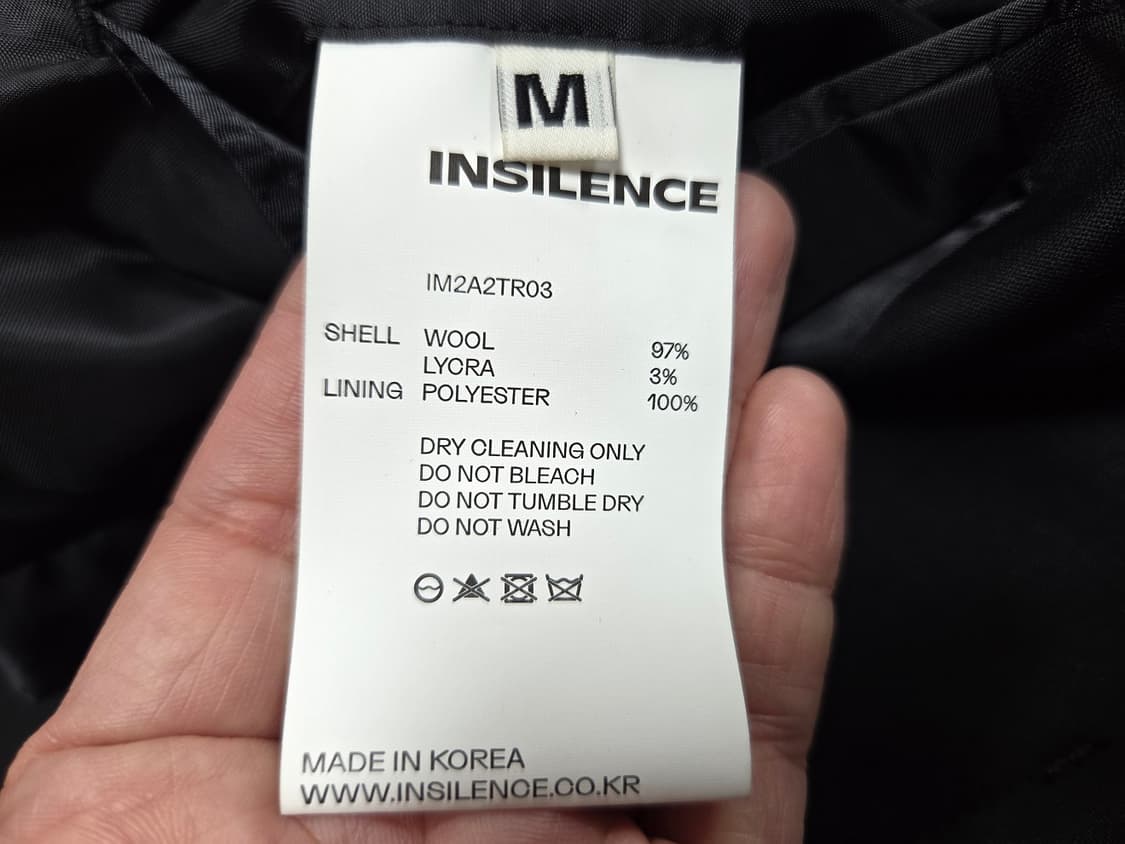 M
INSILENCE
IM2A2TR03
SHELL WOOL 97%
LYCRA 3%
LINING POLYESTER 100%
DRY CLEANING ONLY
DO NOT BLEACH
DO NOT TUMBLE DRY
DO NOT WASH
MADE IN KOREA
WWW.INSILENCE.CO.KR